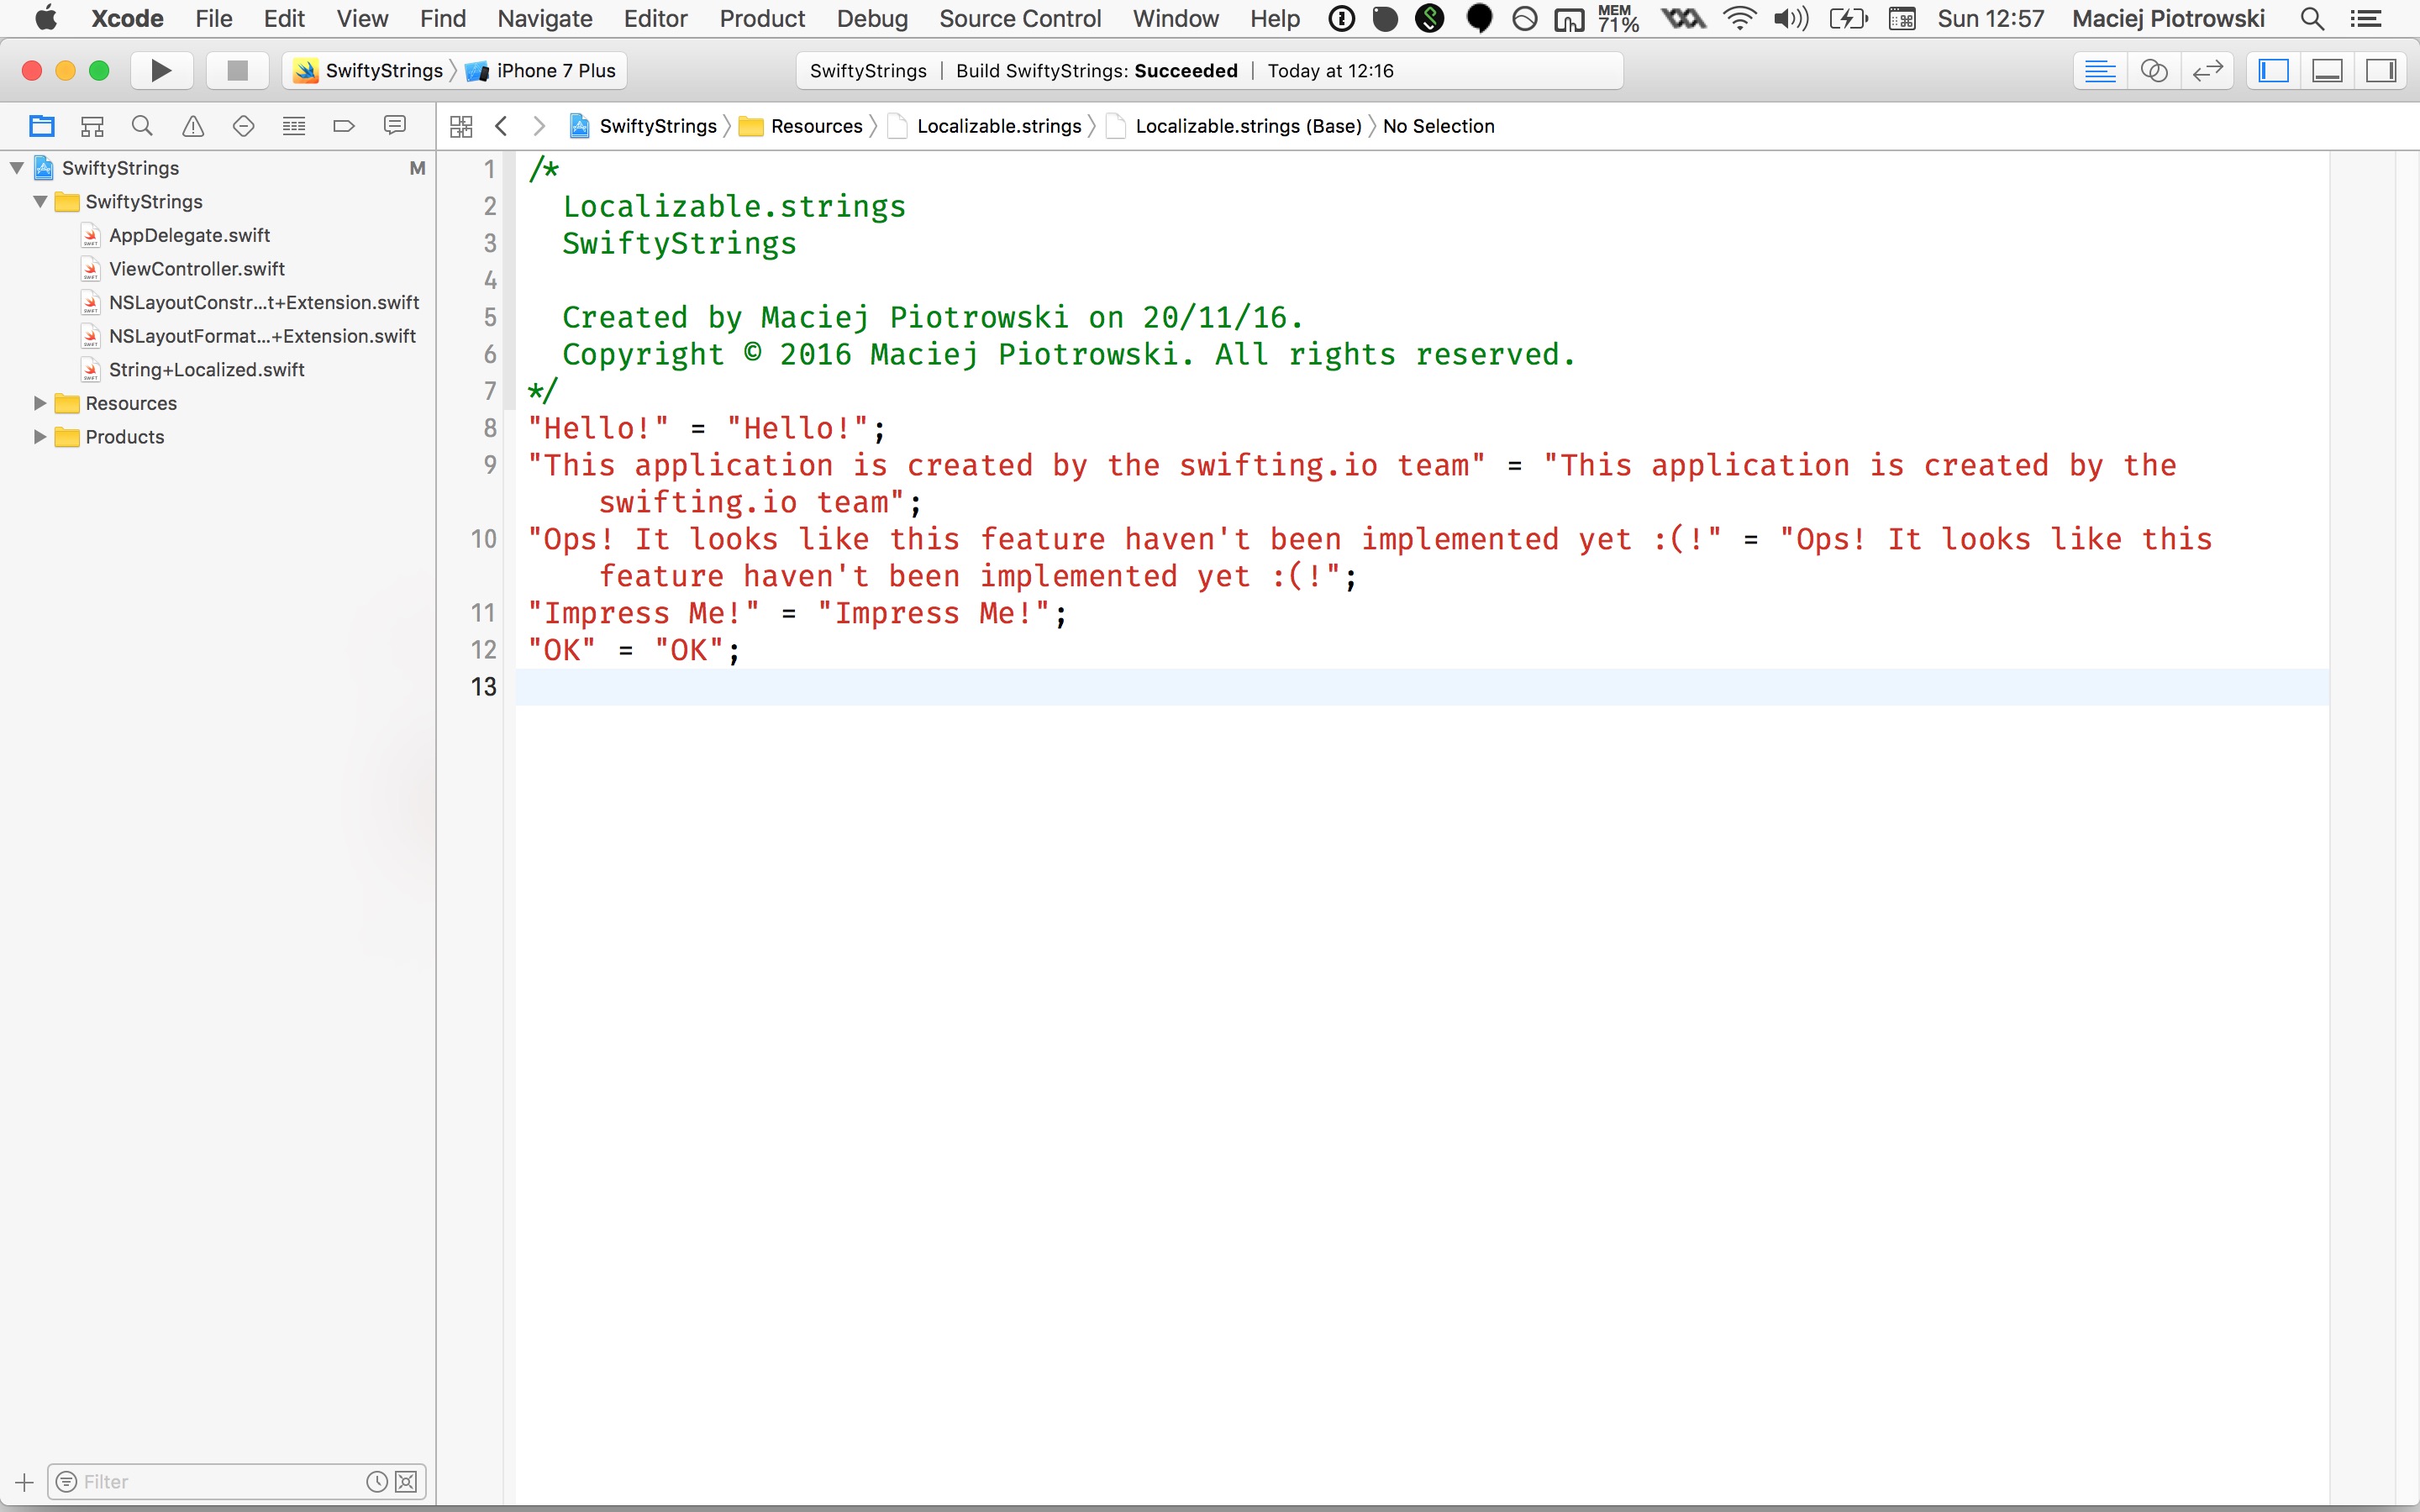 Xcode File Edit View Find Navigate Editor Product Debug Source Control Window Help MEM 71% Sun 12:57 Maciej Piotrowski
SwiftyStrings iPhone 7 Plus SwiftyStrings | Build SwiftyStrings: Succeeded | Today at 12:16
SwiftyStrings Resources Localizable.strings Localizable.strings (Base) No Selection
SwiftyStrings M
SwiftyStrings
AppDelegate.swift
ViewController.swift
NSLayoutConstr...t+Extension.swift
NSLayoutFormat...+Extension.swift
String+Localized.swift
Resources
Products
Filter
1 /*
2 Localizable.strings
3 SwiftyStrings
4
5 Created by Maciej Piotrowski on 20/11/16.
6 Copyright © 2016 Maciej Piotrowski. All rights reserved.
7 */
8 "Hello!" = "Hello!";
9 "This application is created by the swifting.io team" = "This application is created by the
swifting.io team";
10 "Ops! It looks like this feature haven't been implemented yet :(!" = "Ops! It looks like this
feature haven't been implemented yet :(!";
11 "Impress Me!" = "Impress Me!";
12 "OK" = "OK";
13